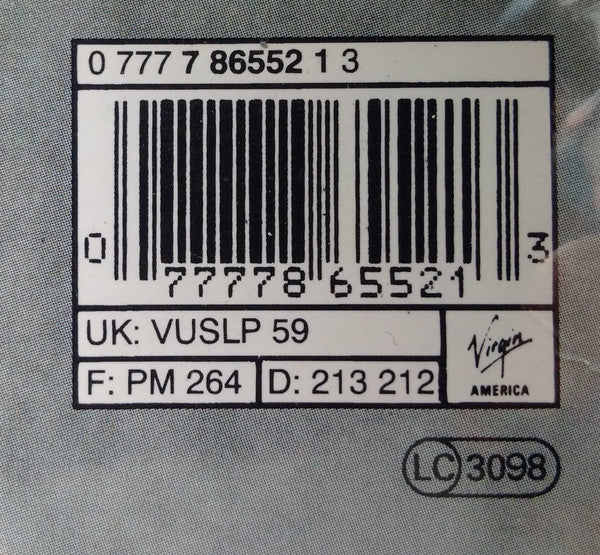 0 777 7 86552 1 3
0 77778 65521 3
UK: VUSLP 59
F: PM 264 D: 213 212
Virgin
AMERICA
LC 3098